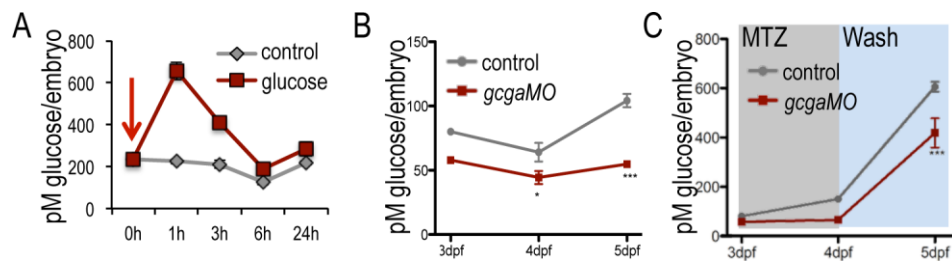 A
pM glucose/embryo
800
600
400
200
0
0h 1h 3h 6h 24h
control
glucose
B
pM glucose/embryo
150
100
50
0
3dpf 4dpf 5dpf
control
gcgaMO
*
***
C
pM glucose/embryo
800
600
400
200
0
3dpf 4dpf 5dpf
MTZ Wash
control
gcgaMO
***